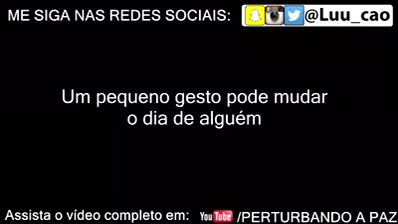 ME SIGA NAS REDES SOCIAIS: @Luu_cao
Um pequeno gesto pode mudar
o dia de alguém
Assista o vídeo completo em: YouTube /PERTURBANDO A PAZ